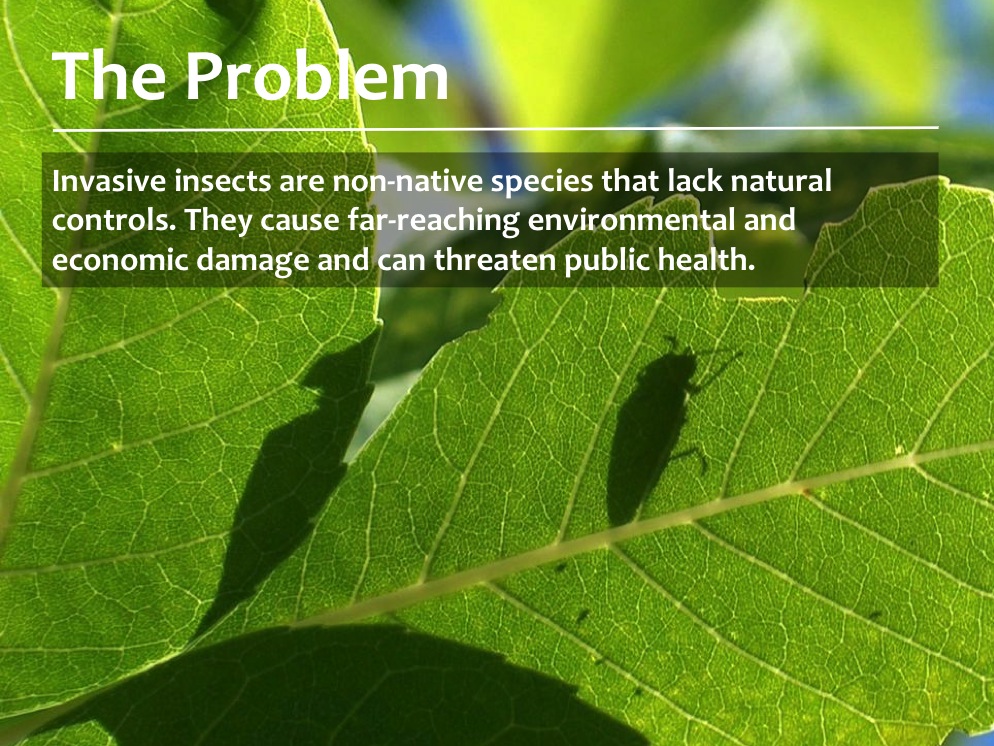 The Problem
Invasive insects are non-native species that lack natural
controls. They cause far-reaching environmental and
economic damage and can threaten public health.